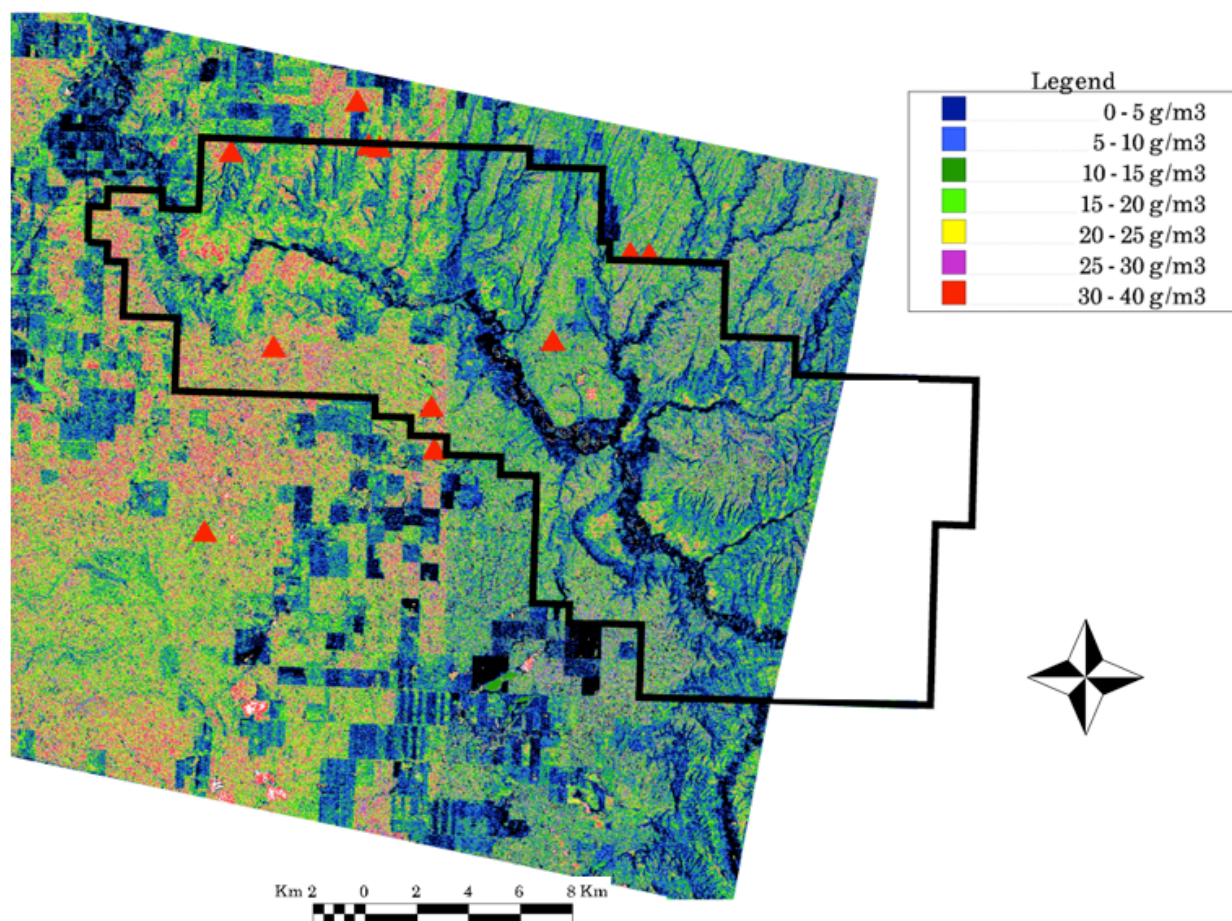 Legend
0 - 5 g/m3
5 - 10 g/m3
10 - 15 g/m3
15 - 20 g/m3
20 - 25 g/m3
25 - 30 g/m3
30 - 40 g/m3
Km 2 0 2 4 6 8 Km